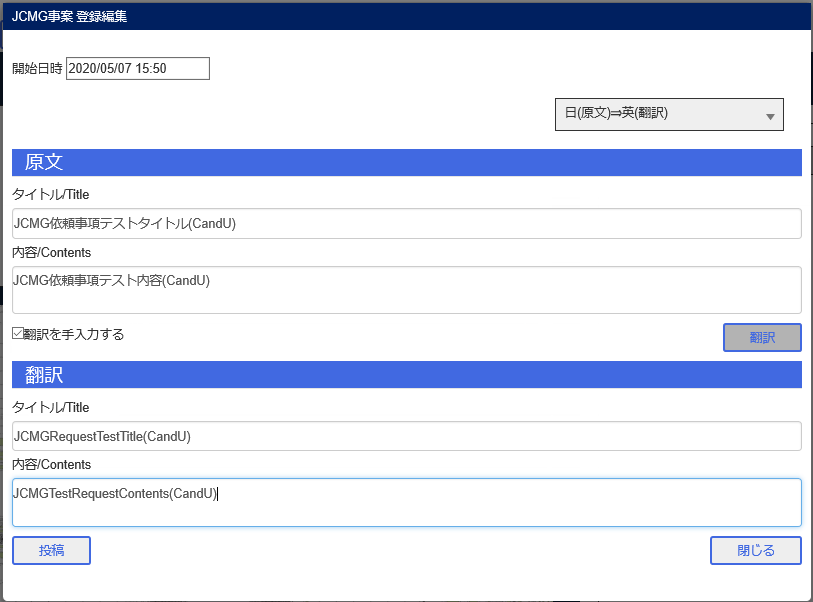 JCMG事案 登録編集
開始日時 2020/05/07 15:50
日(原文)⇒英(翻訳)
原文
タイトル/Title
JCMG依頼事項テストタイトル(CandU)
内容/Contents
JCMG依頼事項テスト内容(CandU)
翻訳を手入力する
翻訳
翻訳
タイトル/Title
JCMGRequestTestTitle(CandU)
内容/Contents
JCMGTestRequestContents(CandU)
投稿
閉じる